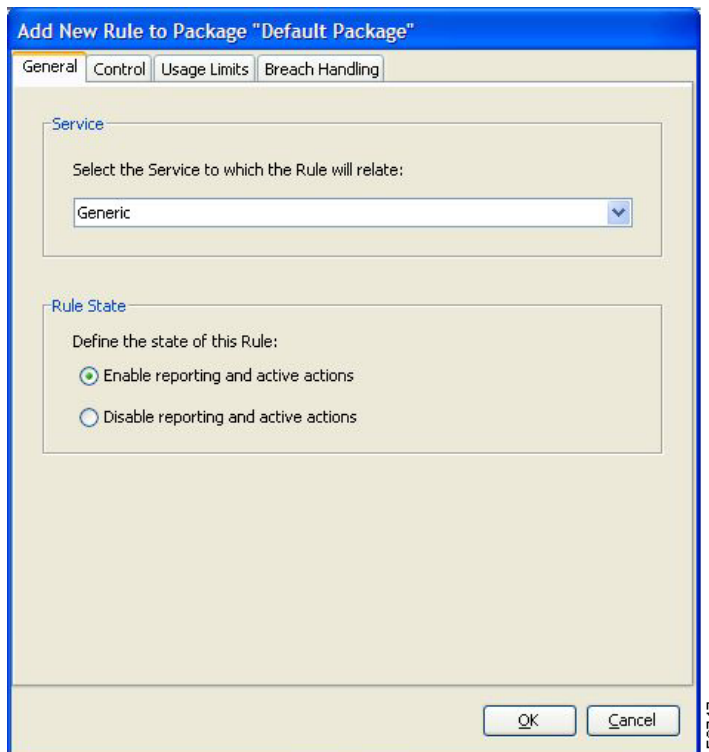 Add New Rule to Package "Default Package"
General Control Usage Limits Breach Handling
Service
Select the Service to which the Rule will relate:
Generic
Rule State
Define the state of this Rule:
Enable reporting and active actions
Disable reporting and active actions
OK Cancel